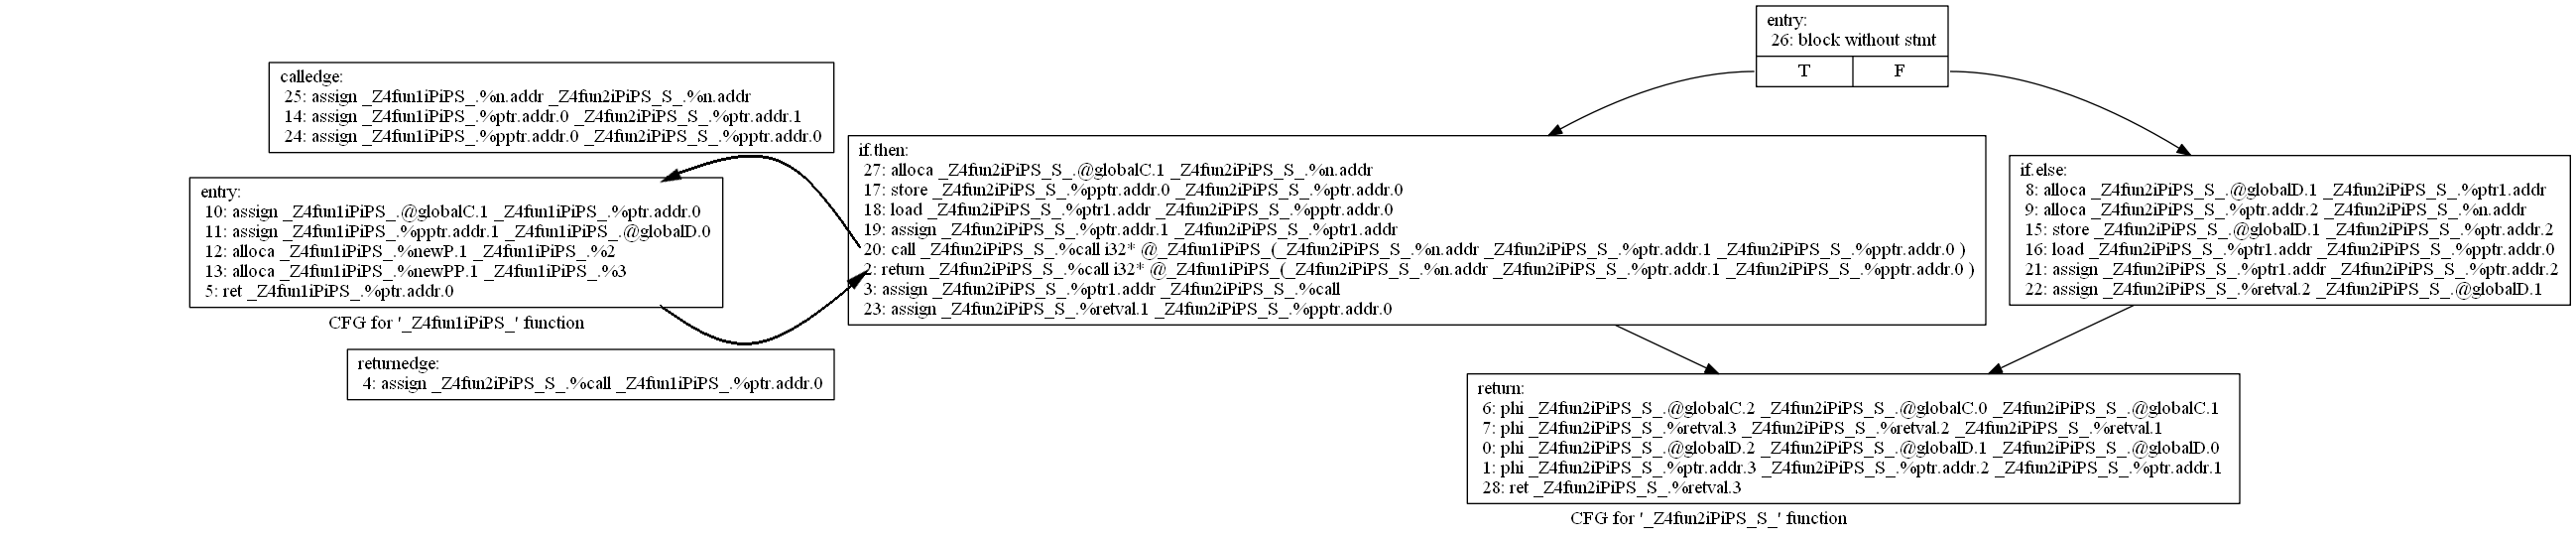 entry:
26: block without stmt
T F
calledge:
25: assign _Z4fun1iPiPS_.%n.addr _Z4fun2iPiPS_S_.%n.addr
14: assign _Z4fun1iPiPS_.%ptr.addr.0 _Z4fun2iPiPS_S_.%ptr.addr.1
24: assign _Z4fun1iPiPS_.%pptr.addr.0 _Z4fun2iPiPS_S_.%pptr.addr.0
entry:
10: assign _Z4fun1iPiPS_.@globalC.1 _Z4fun1iPiPS_.%ptr.addr.0
11: assign _Z4fun1iPiPS_.%pptr.addr.1 _Z4fun1iPiPS_.@globalD.0
12: alloca _Z4fun1iPiPS_.%newP.1 _Z4fun1iPiPS_.%2
13: alloca _Z4fun1iPiPS_.%newPP.1 _Z4fun1iPiPS_.%3
5: ret _Z4fun1iPiPS_.%ptr.addr.0
CFG for '_Z4fun1iPiPS_' function
returnedge:
4: assign _Z4fun2iPiPS_S_.%call _Z4fun1iPiPS_.%ptr.addr.0
if.then:
27: alloca _Z4fun2iPiPS_S_.@globalC.1 _Z4fun2iPiPS_S_.%n.addr
17: store _Z4fun2iPiPS_S_.%pptr.addr.0 _Z4fun2iPiPS_S_.%ptr.addr.0
18: load _Z4fun2iPiPS_S_.%ptr1.addr _Z4fun2iPiPS_S_.%pptr.addr.0
19: assign _Z4fun2iPiPS_S_.%ptr.addr.1 _Z4fun2iPiPS_S_.%ptr1.addr
20: call _Z4fun2iPiPS_S_.%call i32* @_Z4fun1iPiPS_(_Z4fun2iPiPS_S_.%n.addr _Z4fun2iPiPS_S_.%ptr.addr.1 _Z4fun2iPiPS_S_.%pptr.addr.0 )
2: return _Z4fun2iPiPS_S_.%call i32* @_Z4fun1iPiPS_(_Z4fun2iPiPS_S_.%n.addr _Z4fun2iPiPS_S_.%ptr.addr.1 _Z4fun2iPiPS_S_.%pptr.addr.0 )
3: assign _Z4fun2iPiPS_S_.%ptr1.addr _Z4fun2iPiPS_S_.%call
23: assign _Z4fun2iPiPS_S_.%retval.1 _Z4fun2iPiPS_S_.%pptr.addr.0
if.else:
8: alloca _Z4fun2iPiPS_S_.@globalD.1 _Z4fun2iPiPS_S_.%ptr1.addr
9: alloca _Z4fun2iPiPS_S_.%ptr.addr.2 _Z4fun2iPiPS_S_.%n.addr
15: store _Z4fun2iPiPS_S_.@globalD.1 _Z4fun2iPiPS_S_.%ptr.addr.2
16: load _Z4fun2iPiPS_S_.%ptr1.addr _Z4fun2iPiPS_S_.%pptr.addr.0
21: assign _Z4fun2iPiPS_S_.%ptr1.addr _Z4fun2iPiPS_S_.%ptr.addr.2
22: assign _Z4fun2iPiPS_S_.%retval.2 _Z4fun2iPiPS_S_.@globalD.1
return:
6: phi _Z4fun2iPiPS_S_.@globalC.2 _Z4fun2iPiPS_S_.@globalC.0 _Z4fun2iPiPS_S_.@globalC.1
7: phi _Z4fun2iPiPS_S_.%retval.3 _Z4fun2iPiPS_S_.%retval.2 _Z4fun2iPiPS_S_.%retval.1
0: phi _Z4fun2iPiPS_S_.@globalD.2 _Z4fun2iPiPS_S_.@globalD.1 _Z4fun2iPiPS_S_.@globalD.0
1: phi _Z4fun2iPiPS_S_.%ptr.addr.3 _Z4fun2iPiPS_S_.%ptr.addr.2 _Z4fun2iPiPS_S_.%ptr.addr.1
28: ret _Z4fun2iPiPS_S_.%retval.3
CFG for '_Z4fun2iPiPS_S_' function